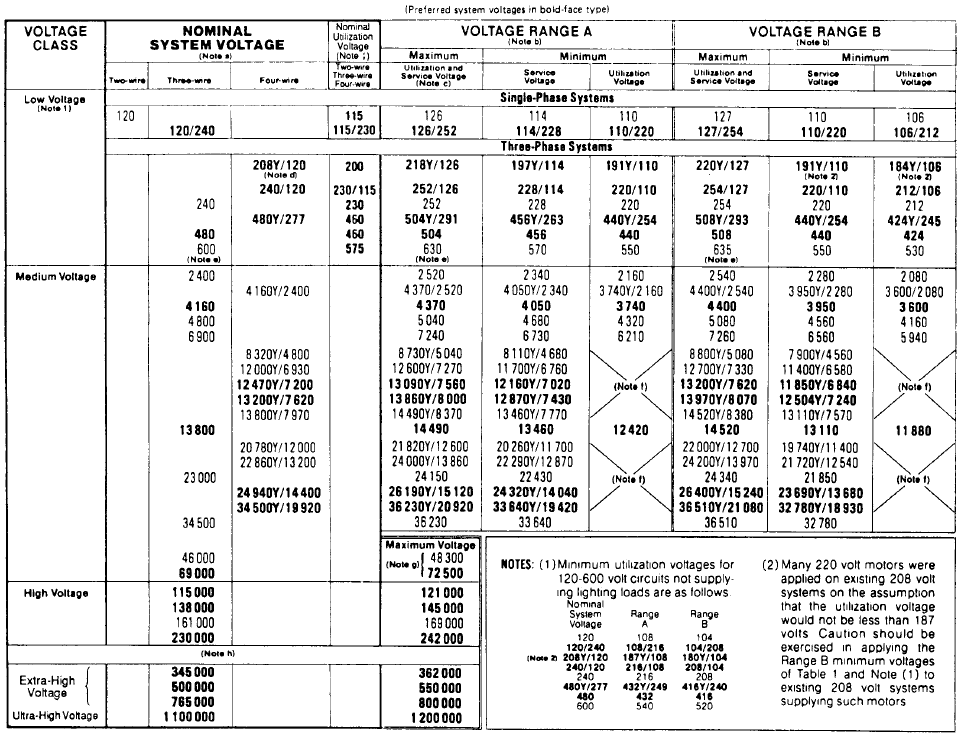 (Preferred system voltages in bold-face type)
VOLTAGE CLASS
NOMINAL SYSTEM VOLTAGE
(Note a)
Nominal Utilization Voltage
VOLTAGE RANGE A
(Note b)
VOLTAGE RANGE B
(Note b)
Maximum Minimum Maximum Minimum
Two-wire Three-wire Four-wire Two-wire Three-wire Four-wire Utilization and Service Voltage (Note c) Service Voltage Utilization Voltage Utilization and Service Voltage Service Voltage Utilization Voltage
Low Voltage
(Note 1)
Single-Phase Systems
120 115 126 114 110 127 110 106
120/240 115/230 126/252 114/228 110/220 127/254 110/220 106/212
Three-Phase Systems
208Y/120 (Note d) 200 218Y/126 197Y/114 191Y/110 220Y/127 191Y/110 (Note 2) 184Y/106 (Note 2)
240/120 230/115 252/126 228/114 220/110 254/127 220/110 212/106
240 230 252 228 220 254 220 212
480Y/277 460 504Y/291 456Y/263 440Y/254 508Y/293 440Y/254 424Y/245
480 460 504 456 440 508 440 424
600 (Note e) 575 630 (Note e) 570 550 635 (Note e) 550 530
Medium Voltage
2 400 2 520 2 340 2 160 2 540 2 280 2 080
4 160Y/2 400 4 370/2 520 4 050Y/2 340 3 740Y/2 160 4 400Y/2 540 3 950Y/2 280 3 600/2 080
4 160 4 370 4 050 3 740 4 400 3 950 3 600
4 800 5 040 4 680 4 320 5 080 4 560 4 160
6 900 7 240 6 730 6 210 7 260 6 560 5 940
8 320Y/4 800 8 730Y/5 040 8 110Y/4 680 8 800Y/5 080 7 900Y/4 560
12 000Y/6 930 12 600Y/7 270 11 700Y/6 760 12 700Y/7 330 11 400Y/6 580
12 470Y/7 200 13 090Y/7 560 12 160Y/7 020 (Note f) 13 200Y/7 620 11 850Y/6 840 (Note f)
13 200Y/7 620 13 860Y/8 000 12 870Y/7 430 13 970Y/8 070 12 504Y/7 240
13 800Y/7 970 14 490Y/8 370 13 460Y/7 770 14 520Y/8 380 13 110Y/7 570
13 800 14 490 13 460 12 420 14 520 13 110 11 880
20 780Y/12 000 21 820Y/12 600 20 260Y/11 700 22 000Y/12 700 19 740Y/11 400
22 860Y/13 200 24 000Y/13 860 22 290Y/12 870 24 200Y/13 970 21 720Y/12 540
23 000 24 150 22 430 (Note f) 24 340 21 850 (Note f)
24 940Y/14 400 26 190Y/15 120 24 320Y/14 040 26 400Y/15 240 23 690Y/13 680
34 500Y/19 920 36 230Y/20 920 33 640Y/19 420 36 510Y/21 080 32 780Y/18 930
34 500 36 230 33 640 36 510 32 780
Maximum Voltage
46 000 (Note g) 48 300
69 000 72 500
High Voltage
115 000 121 000
138 000 145 000
161 000 169 000
230 000 242 000
(Note h)
Extra-High Voltage
345 000 362 000
500 000 550 000
765 000 800 000
Ultra-High Voltage 1 100 000 1 200 000
NOTES: (1) Minimum utilization voltages for
120-600 volt circuits not supply-
ing lighting loads are as follows.
Nominal System Voltage Range A Range B
120 108 104
120/240 108/216 104/208
(Note 2) 208Y/120 187Y/108 180Y/104
240/120 216/108 208/104
240 216 208
480Y/277 432Y/249 416Y/240
480 432 416
600 540 520
(2) Many 220 volt motors were
applied on existing 208 volt
systems on the assumption
that the utilization voltage
would not be less than 187
volts Caution should be
exercised in applying the
Range B minimum voltages
of Table 1 and Note (1) to
existing 208 volt systems
supplying such motors